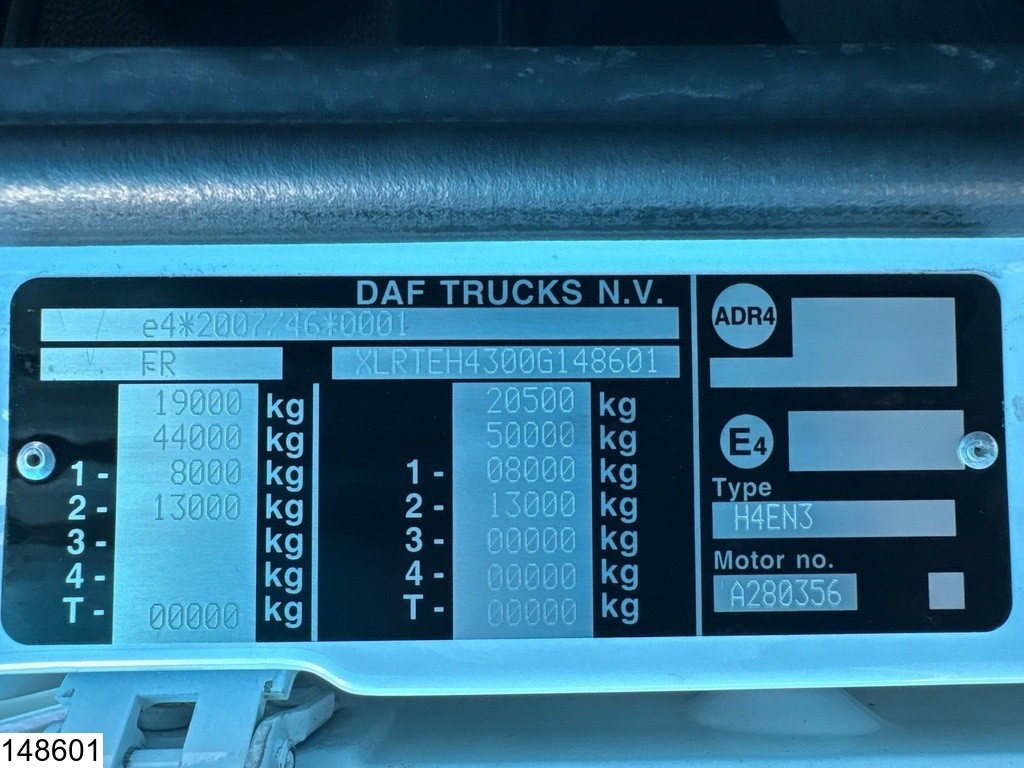 DAF TRUCKS N.V.
e4*2007/46*0001
FR XLRTEH4300G148601
19000 kg 20500 kg
44000 kg 50000 kg
1- 8000 kg 1- 08000 kg
2- 13000 kg 2- 13000 kg
3- kg 3- 00000 kg
4- kg 4- 00000 kg
T- 00000 kg T- 00000 kg
ADR4
E4
Type
H4EN3
Motor no.
A280356
148601